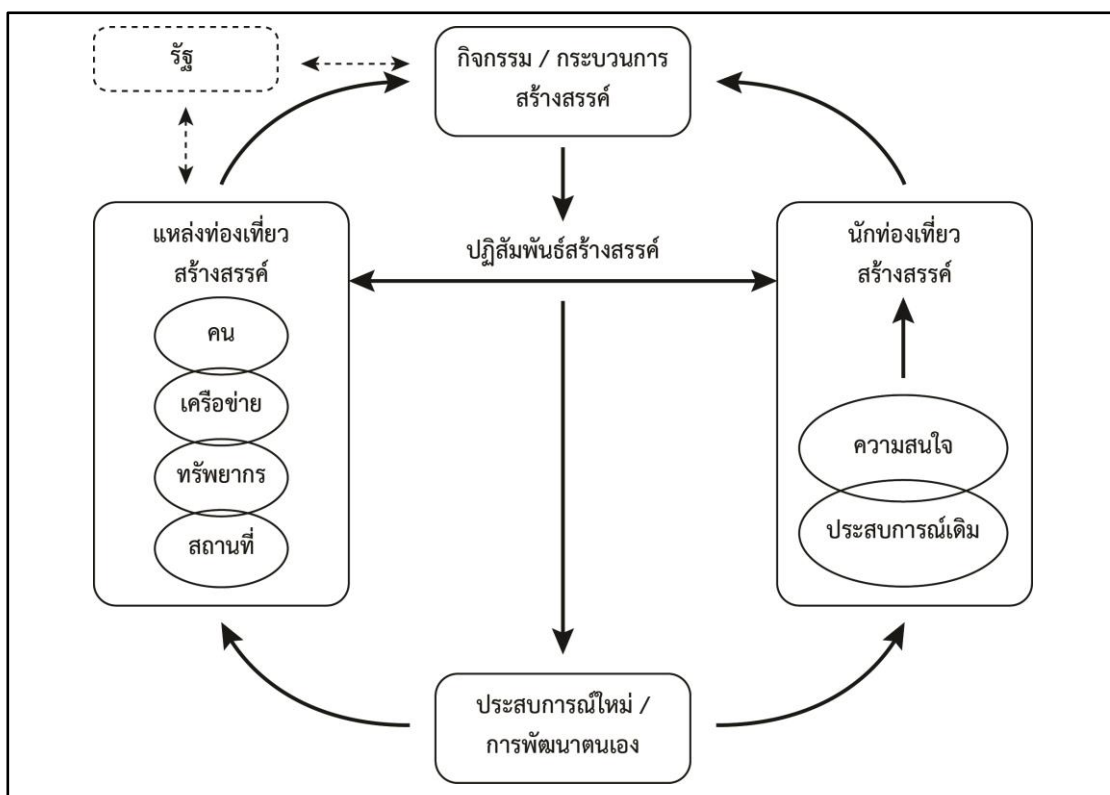 รัฐ
กิจกรรม / กระบวนการ
สร้างสรรค์
แหล่งท่องเที่ยว
สร้างสรรค์
คน
เครือข่าย
ทรัพยากร
สถานที่
ปฏิสัมพันธ์สร้างสรรค์
นักท่องเที่ยว
สร้างสรรค์
ความสนใจ
ประสบการณ์เดิม
ประสบการณ์ใหม่ /
การพัฒนาตนเอง